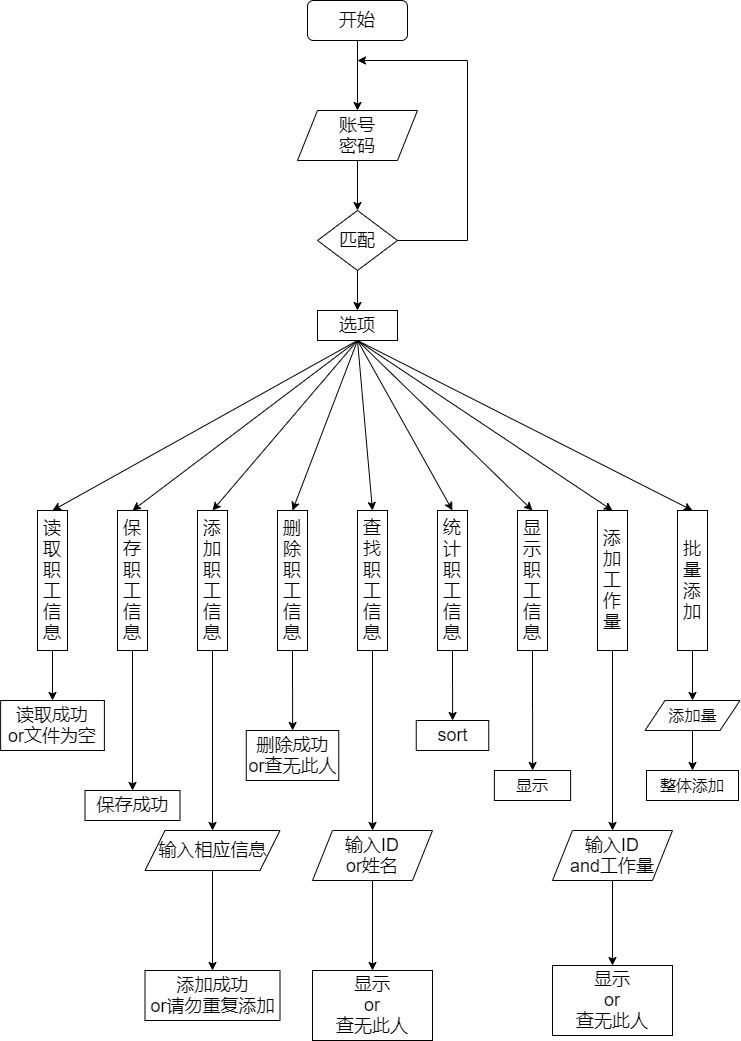 开始
账号
密码
匹配
选项
读取职工信息
保存职工信息
添加职工信息
删除职工信息
查找职工信息
统计职工信息
显示职工信息
添加工作量
批量添加
读取成功
or文件为空
保存成功
输入相应信息
添加成功
or请勿重复添加
删除成功
or查无此人
输入ID
or姓名
显示
or
查无此人
sort
显示
输入ID
and工作量
显示
or
查无此人
添加量
整体添加